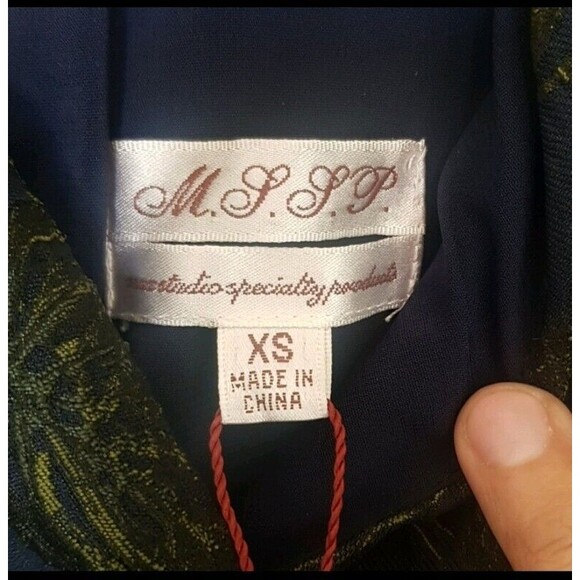 M.S.S.P.
maxstudio specialty products
XS
MADE IN
CHINA